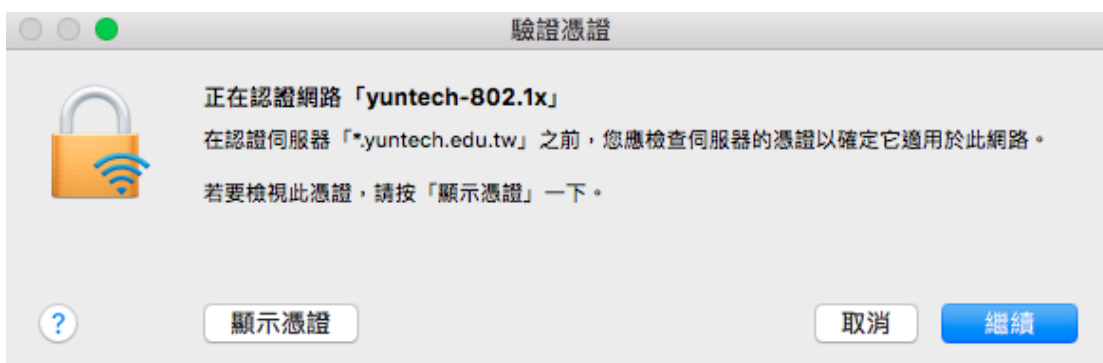 驗證憑證
正在認證網路「yuntech-802.1x」
在認證伺服器「*.yuntech.edu.tw」之前，您應檢查伺服器的憑證以確定它適用於此網路。
若要檢視此憑證，請按「顯示憑證」一下。
? 顯示憑證 取消 繼續